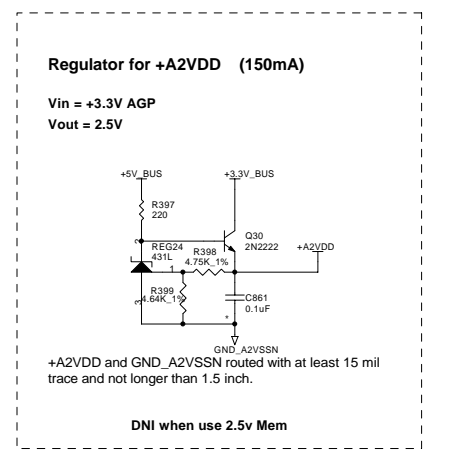 Regulator for +A2VDD (150mA)
Vin = +3.3V AGP
Vout = 2.5V
+5V_BUS +3.3V_BUS
R397
220
Q30
2N2222
+A2VDD
2
REG24
431L
R398
4.75K_1%
1
R399
4.64K_1%
3
C861
0.1uF
*
GND_A2VSSN
+A2VDD and GND_A2VSSN routed with at least 15 mil
trace and not longer than 1.5 inch.
DNI when use 2.5v Mem